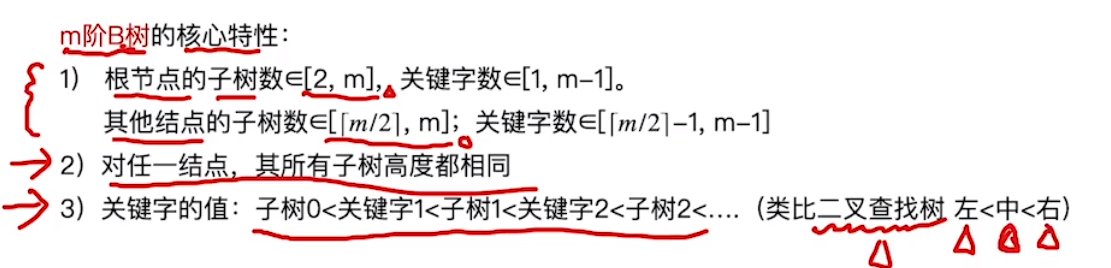 m阶B树的核心特性：
1） 根节点的子树数∈[2, m]，关键字数∈[1, m−1]。
其他结点的子树数∈[⌈m/2⌉, m]；关键字数∈[⌈m/2⌉−1, m−1]
2）对任一结点，其所有子树高度都相同
3）关键字的值：子树0<关键字1<子树1<关键字2<子树2<.... （类比二叉查找树 左<中<右）